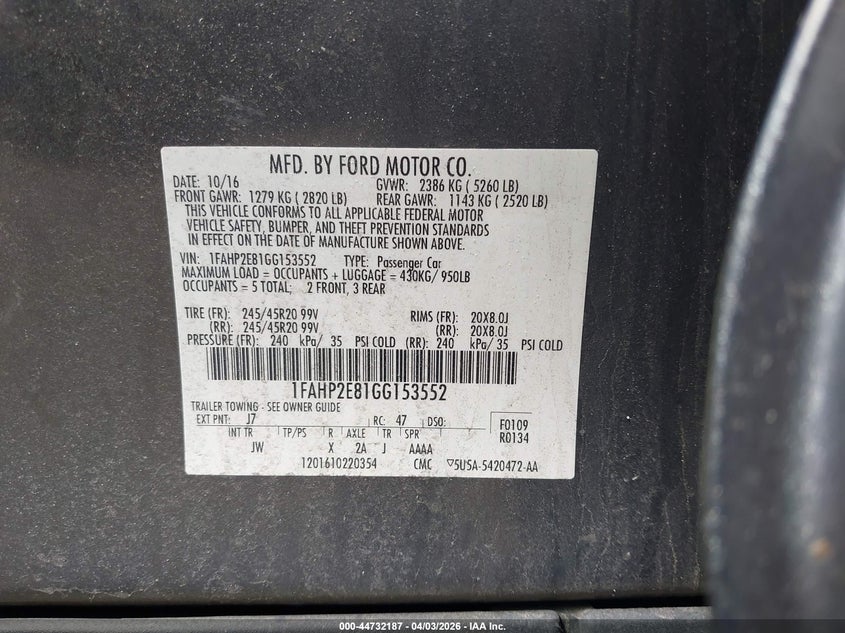 MFD. BY FORD MOTOR CO.
DATE: 10/16 GVWR: 2386 KG ( 5260 LB)
FRONT GAWR: 1279 KG ( 2820 LB) REAR GAWR: 1143 KG ( 2520 LB)
THIS VEHICLE CONFORMS TO ALL APPLICABLE FEDERAL MOTOR
VEHICLE SAFETY, BUMPER, AND THEFT PREVENTION STANDARDS
IN EFFECT ON THE DATE OF MANUFACTURE SHOWN ABOVE.
VIN: 1FAHP2E81GG153552 TYPE: Passenger Car
MAXIMUM LOAD = OCCUPANTS + LUGGAGE = 430KG/ 950LB
OCCUPANTS = 5 TOTAL; 2 FRONT, 3 REAR
TIRE (FR): 245/45R20 99V RIMS (FR): 20X8.0J
(RR): 245/45R20 99V (RR): 20X8.0J
PRESSURE (FR): 240 kPa/ 35 PSI COLD (RR): 240 kPa/ 35 PSI COLD
1FAHP2E81GG153552
TRAILER TOWING - SEE OWNER GUIDE
EXT PNT: J7 RC: 47 DSO: F0109
INT TR TP/PS R AXLE TR SPR R0134
JW X 2A J AAAA
1201610220354 CMC ▽5U5A-5420472-AA
000-44732187 - 04/03/2026 - IAA Inc.